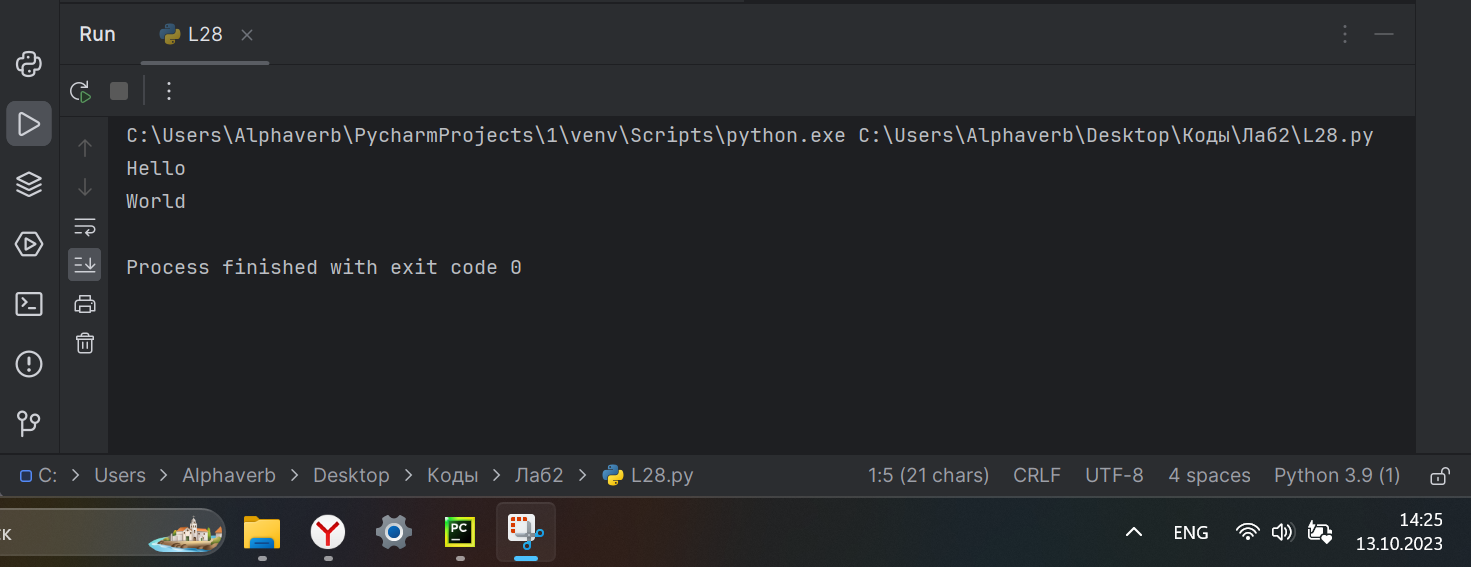 Run L28
C:\Users\Alphaverb\PycharmProjects\1\venv\Scripts\python.exe C:\Users\Alphaverb\Desktop\Коды\Лаб2\L28.py
Hello
World
Process finished with exit code 0
C: > Users > Alphaverb > Desktop > Коды > Лаб2 > L28.py 1:5 (21 chars) CRLF UTF-8 4 spaces Python 3.9 (1)
PC ENG 14:25
13.10.2023